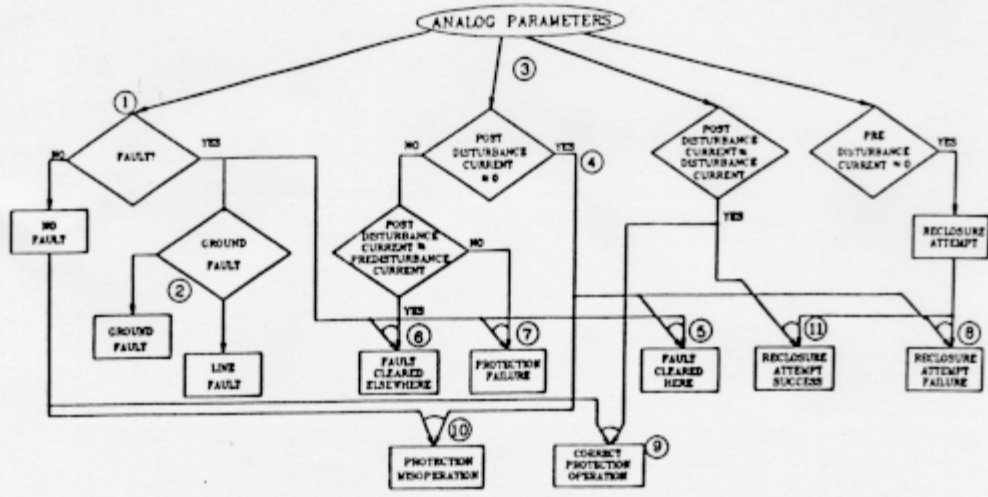 ANALOG PARAMETERS
3
1
NO
FAULT?
YES
NO
POST
DISTURBANCE
CURRENT
≈ 0
YES
4
POST
DISTURBANCE
CURRENT ≈
DISTURBANCE
CURRENT
YES
PRE
DISTURBANCE
CURRENT ≈ 0
YES
NO
FAULT
GROUND
FAULT
2
POST
DISTURBANCE
CURRENT ≈
PREDISTURBANCE
CURRENT
NO
YES
RECLOSURE
ATTEMPT
GROUND
FAULT
LINE
FAULT
6
FAULT
CLEARED
ELSEWHERE
7
PROTECTION
FAILURE
5
FAULT
CLEARED
HERE
11
RECLOSURE
ATTEMPT
SUCCESS
8
RECLOSURE
ATTEMPT
FAILURE
10
PROTECTION
MISOPERATION
9
CORRECT
PROTECTION
OPERATION